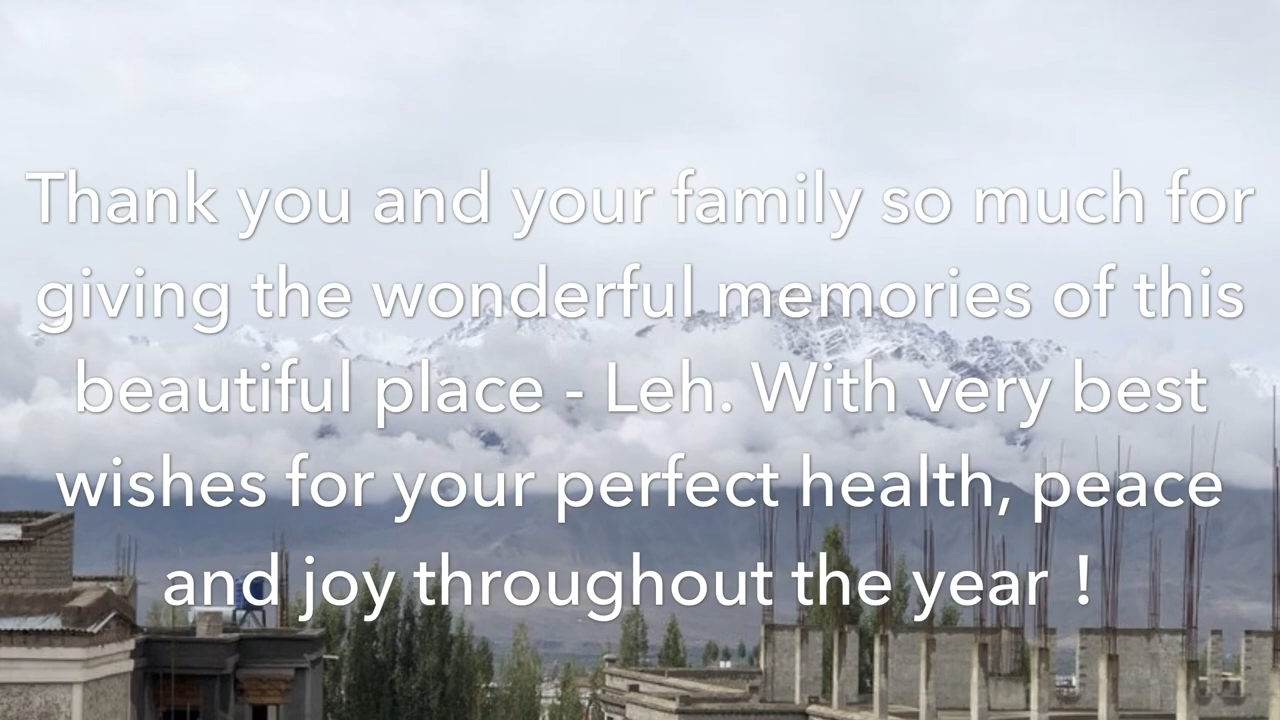 Thank you and your family so much for
giving the wonderful memories of this
beautiful place - Leh. With very best
wishes for your perfect health, peace
and joy throughout the year！